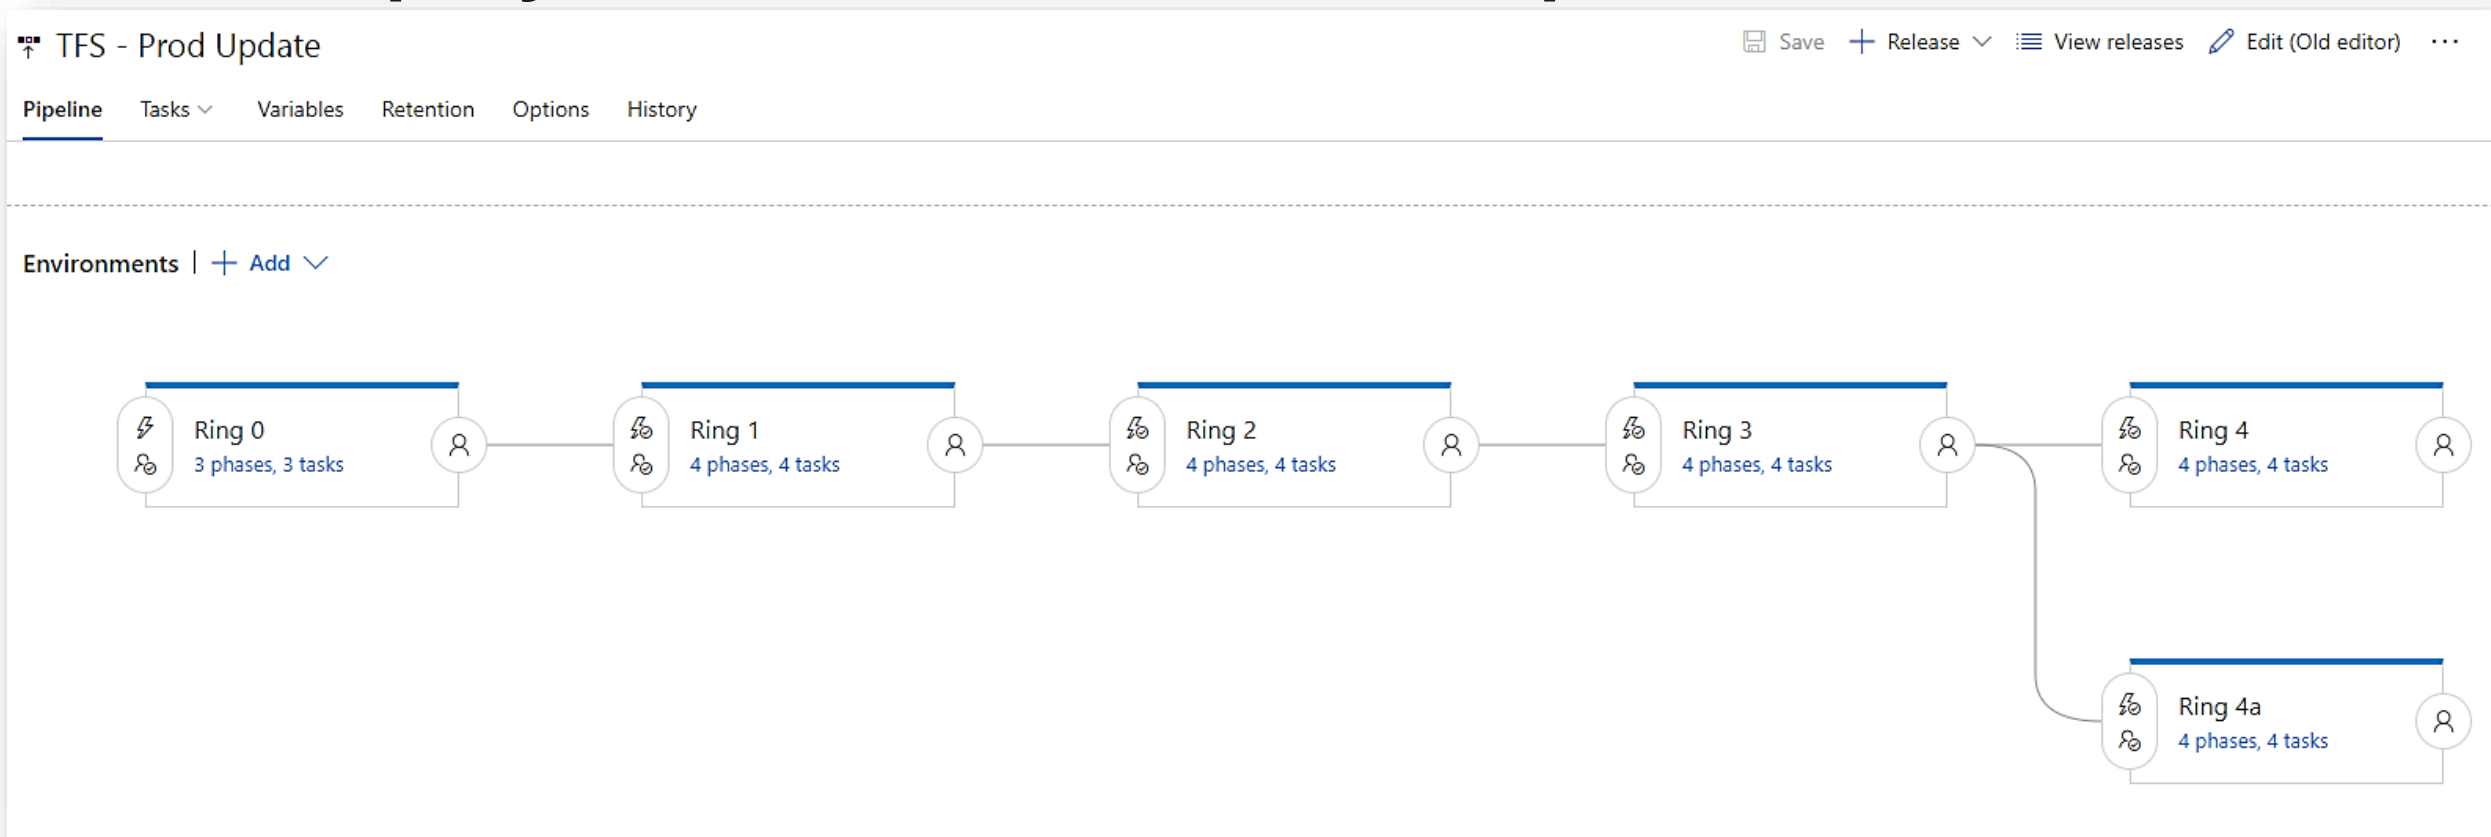 TFS - Prod Update
Save Release View releases Edit (Old editor) ...
Pipeline Tasks Variables Retention Options History
Environments | + Add
Ring 0
3 phases, 3 tasks
Ring 1
4 phases, 4 tasks
Ring 2
4 phases, 4 tasks
Ring 3
4 phases, 4 tasks
Ring 4
4 phases, 4 tasks
Ring 4a
4 phases, 4 tasks